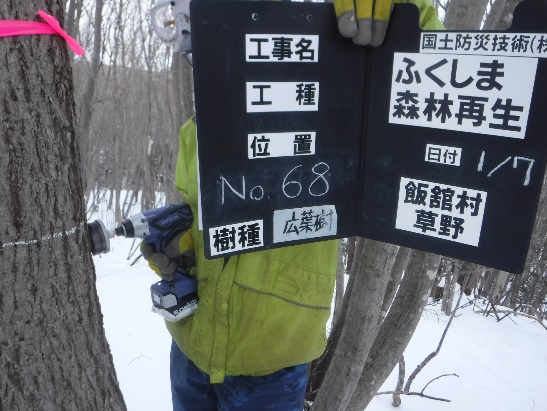 工事名
工種
位置
No. 68
樹種 広葉樹
国土防災技術(株
ふくしま
森林再生
日付 1/7
飯舘村
草野